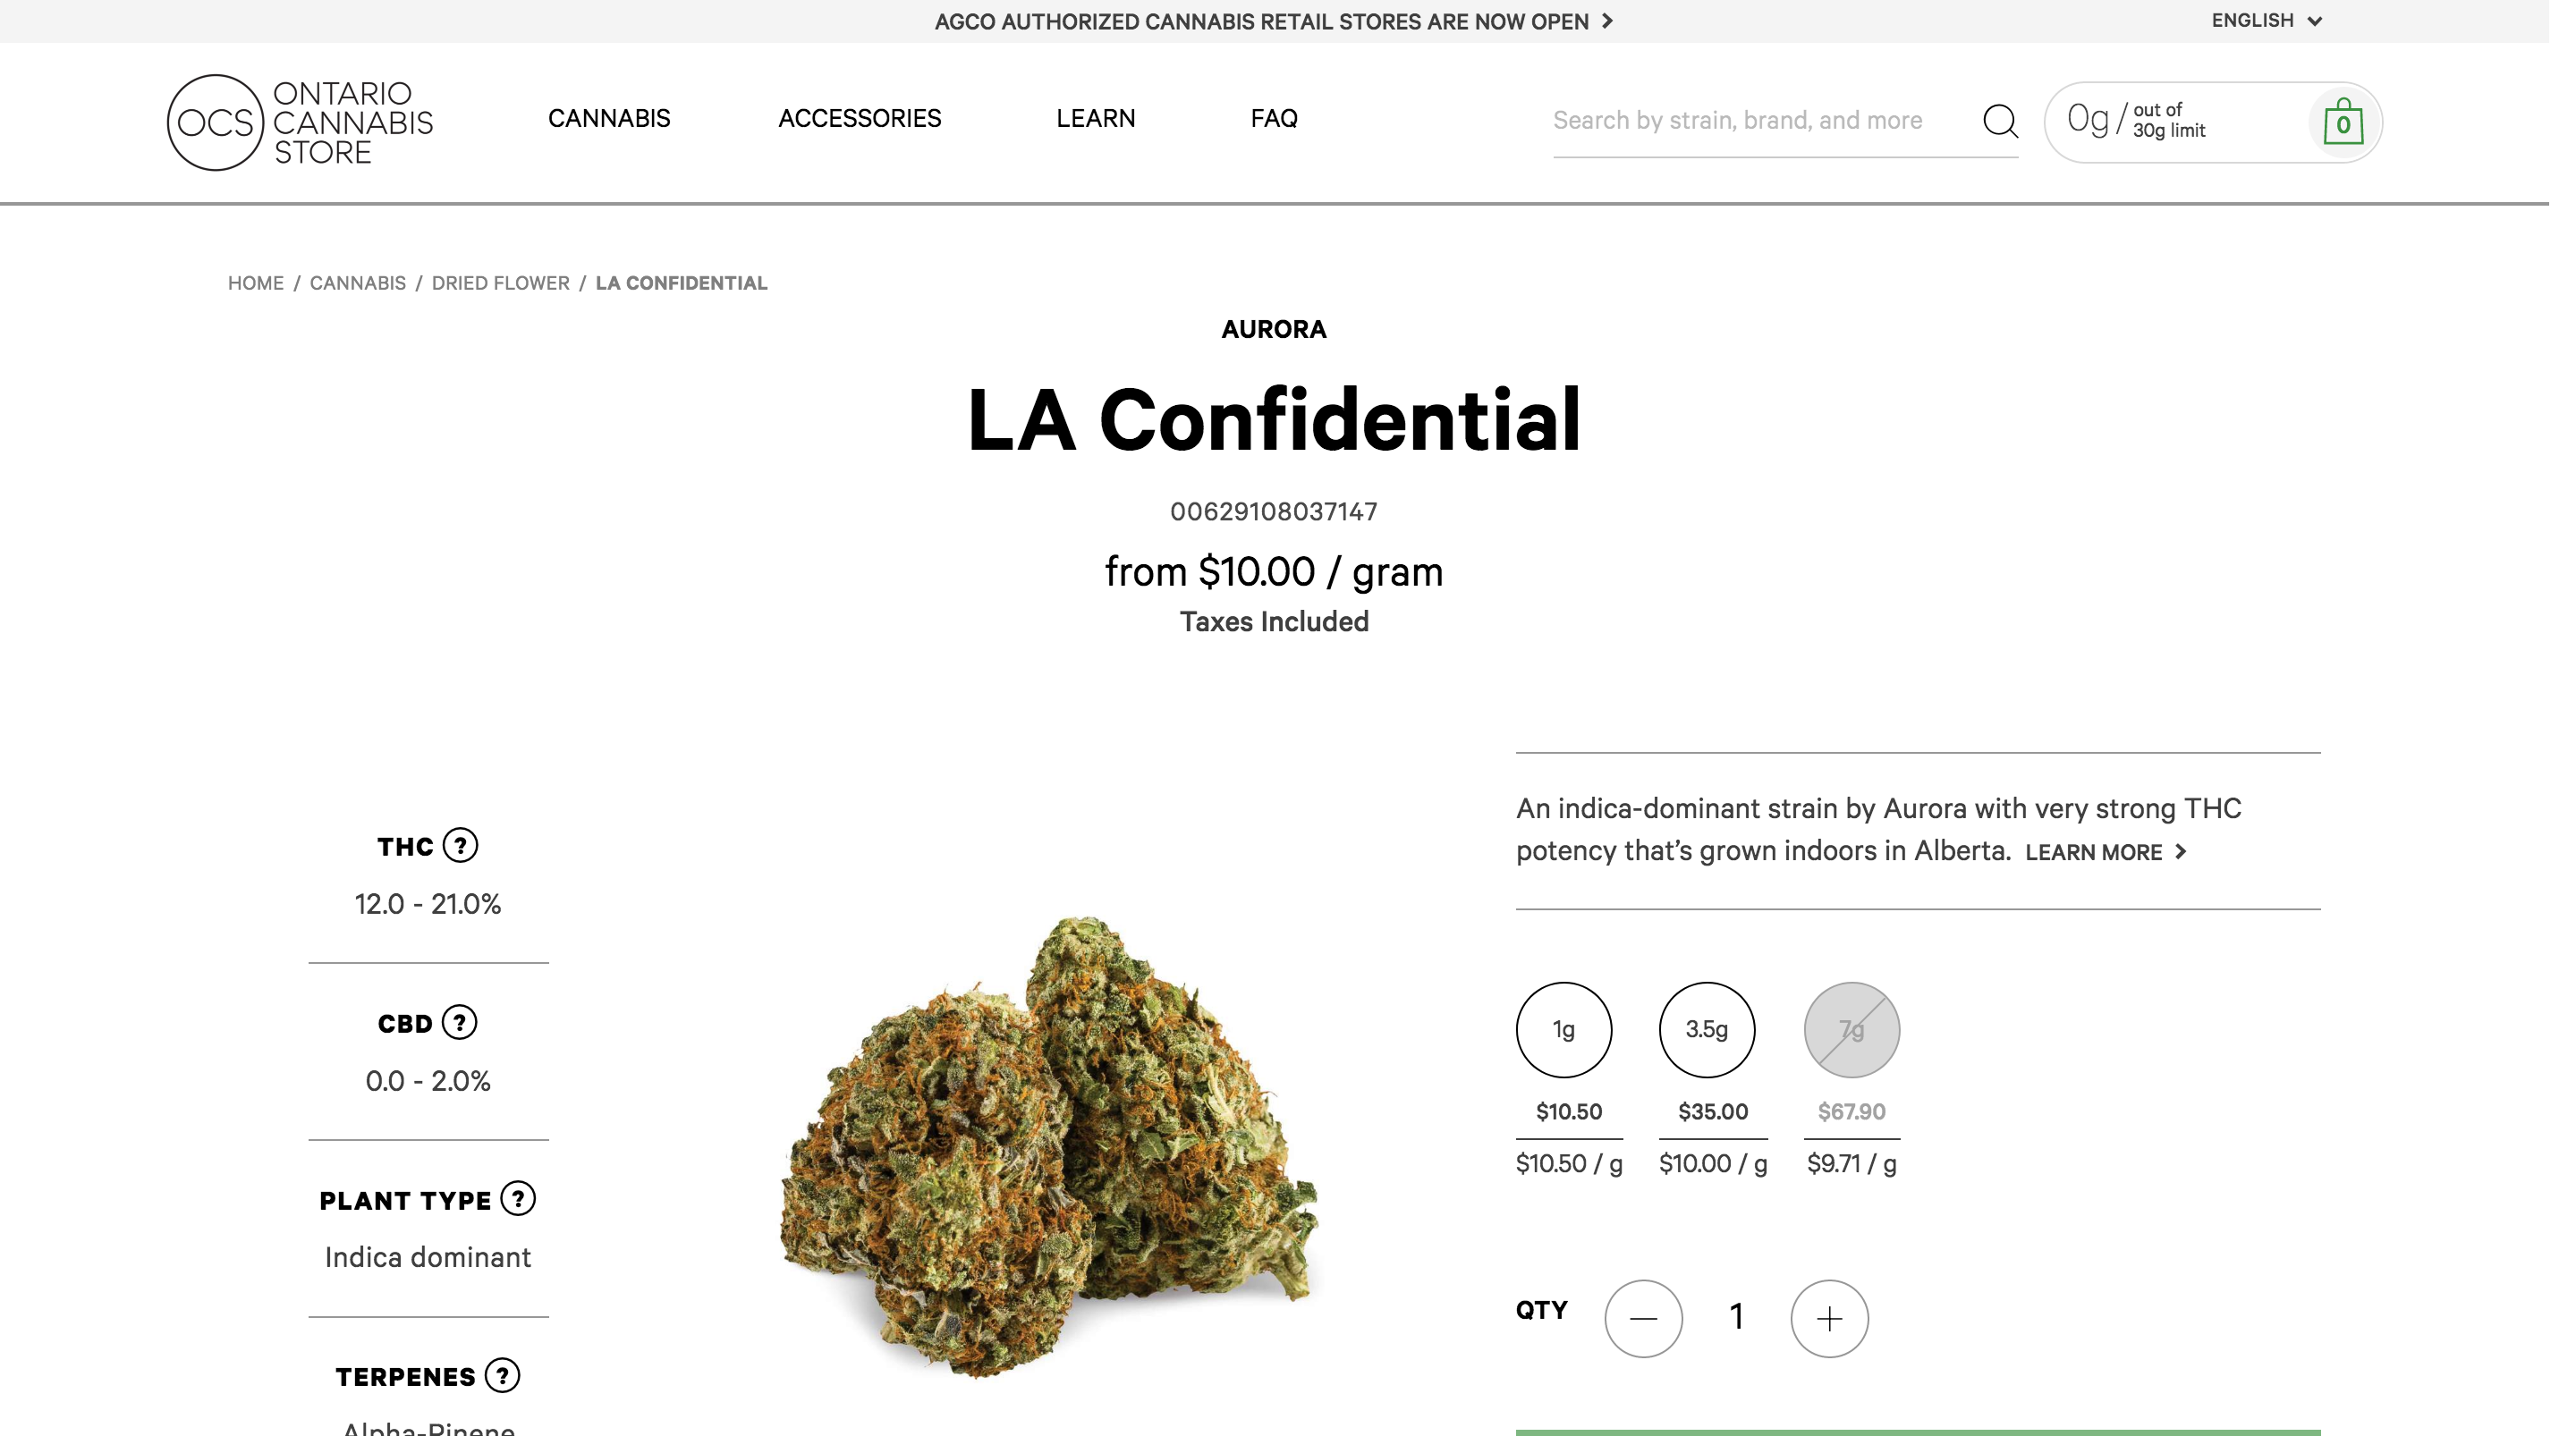 AGCO AUTHORIZED CANNABIS RETAIL STORES ARE NOW OPEN
ENGLISH
OCS
ONTARIO
CANNABIS
STORE
CANNABIS
ACCESSORIES
LEARN
FAQ
Search by strain, brand, and more
0g / out of
30g limit
0
HOME / CANNABIS / DRIED FLOWER / LA CONFIDENTIAL
AURORA
LA Confidential
00629108037147
from $10.00 / gram
Taxes Included
THC ?
12.0 - 21.0%
CBD ?
0.0 - 2.0%
PLANT TYPE ?
Indica dominant
TERPENES ?
Alpha-Pinene
An indica-dominant strain by Aurora with very strong THC
potency that’s grown indoors in Alberta. LEARN MORE
1g 3.5g 7g
$10.50 $35.00 $67.90
$10.50 / g $10.00 / g $9.71 / g
QTY 1